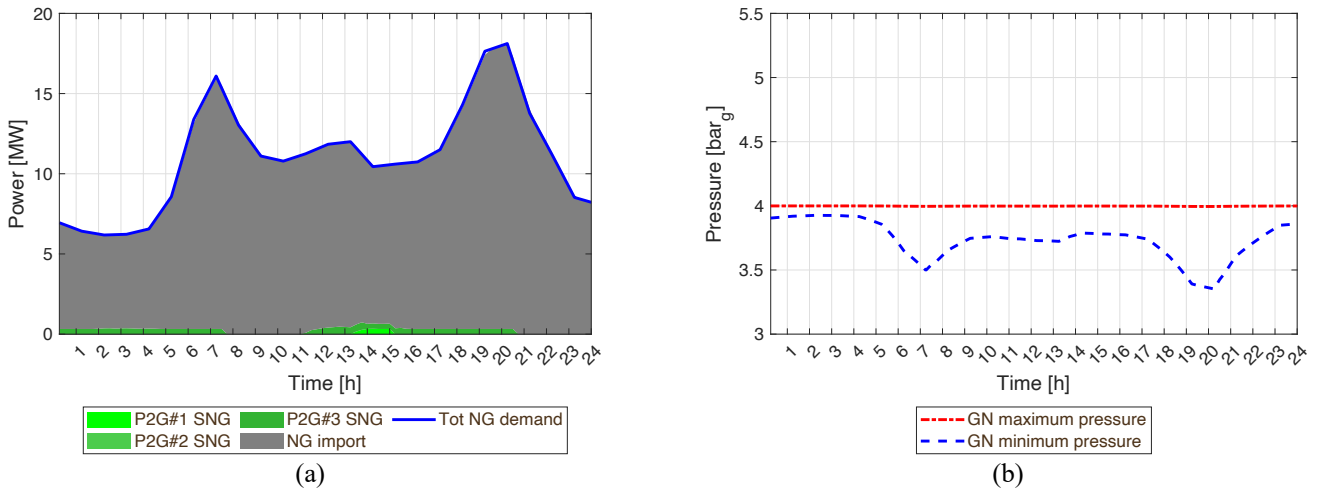 20
15
10
5
0
Power [MW]
1 2 3 4 5 6 7 8 9 10 11 12 13 14 15 16 17 18 19 20 21 22 23 24
Time [h]
P2G#1 SNG P2G#3 SNG Tot NG demand
P2G#2 SNG NG import
(a)
5.5
5
4.5
4
3.5
3
Pressure [bar_g]
1 2 3 4 5 6 7 8 9 10 11 12 13 14 15 16 17 18 19 20 21 22 23 24
Time [h]
GN maximum pressure
GN minimum pressure
(b)